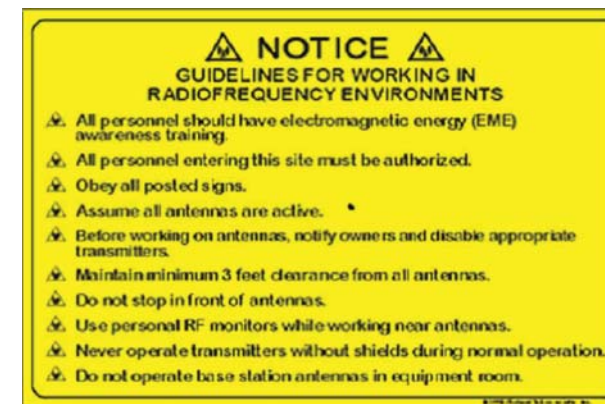 NOTICE
GUIDELINES FOR WORKING IN
RADIOFREQUENCY ENVIRONMENTS
All personnel should have electromagnetic energy (EME)
awareness training.
All personnel entering this site must be authorized.
Obey all posted signs.
Assume all antennas are active.
Before working on antennas, notify owners and disable appropriate
transmitters.
Maintain minimum 3 feet clearance from all antennas.
Do not stop in front of antennas.
Use personal RF monitors while working near antennas.
Never operate transmitters without shields during normal operation.
Do not operate base station antennas in equipment room.